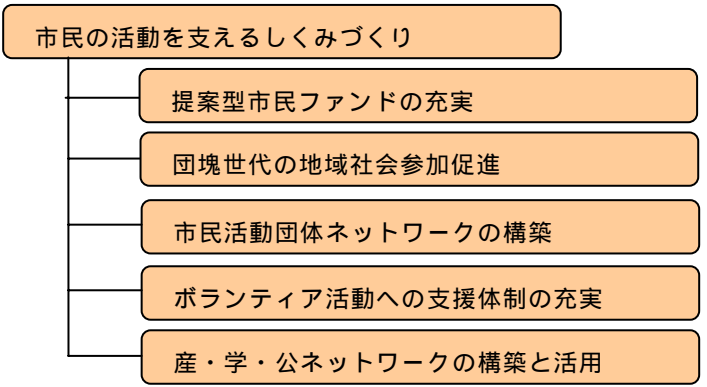 市民の活動を支えるしくみづくり
提案型市民ファンドの充実
団塊世代の地域社会参加促進
市民活動団体ネットワークの構築
ボランティア活動への支援体制の充実
産・学・公ネットワークの構築と活用